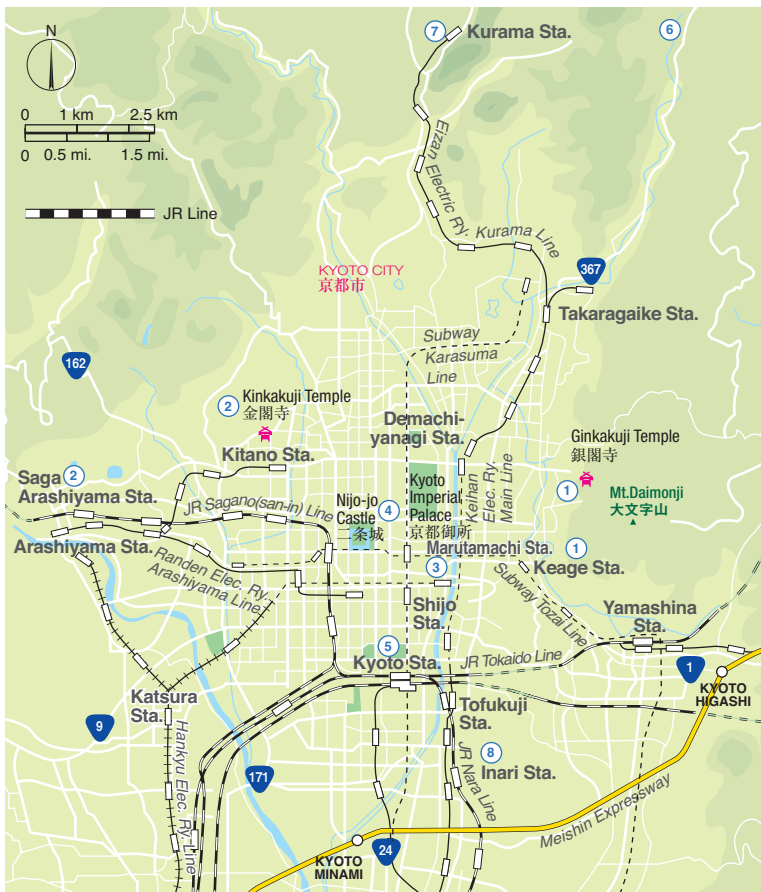 N
7
Kurama Sta.
6
0 1 km 2.5 km
0 0.5 mi. 1.5 mi.
JR Line
Eizan Electric Ry. Kurama Line
KYOTO CITY
京都市
367
Takaragaike Sta.
Subway
Karasuma
Line
162
2
Kinkakuji Temple
金閣寺
Kitano Sta.
Demachi-
yanagi Sta.
Ginkakuji Temple
銀閣寺
1
Mt.Daimonji
大文字山
Saga
2
Arashiyama Sta.
JR Sagano(san-in) Line
Nijo-jo
Castle
二条城
4
Kyoto
Imperial
Palace
京都御所
Keihan
Elec. Ry.
Main Line
Arashiyama Sta.
Randen Elec. Ry.
Arashiyama Line
Marutamachi Sta.
1
Keage Sta.
3
Shijo
Sta.
Subway Tozai Line
Yamashina
Sta.
5
Kyoto Sta.
JR Tokaido Line
1
KYOTO
HIGASHI
Katsura
Sta.
Tofukuji
Sta.
9
Hankyu Elec. Ry. Line
171
JR Nara Line
8
Inari Sta.
Meishin Expressway
KYOTO
MINAMI
24